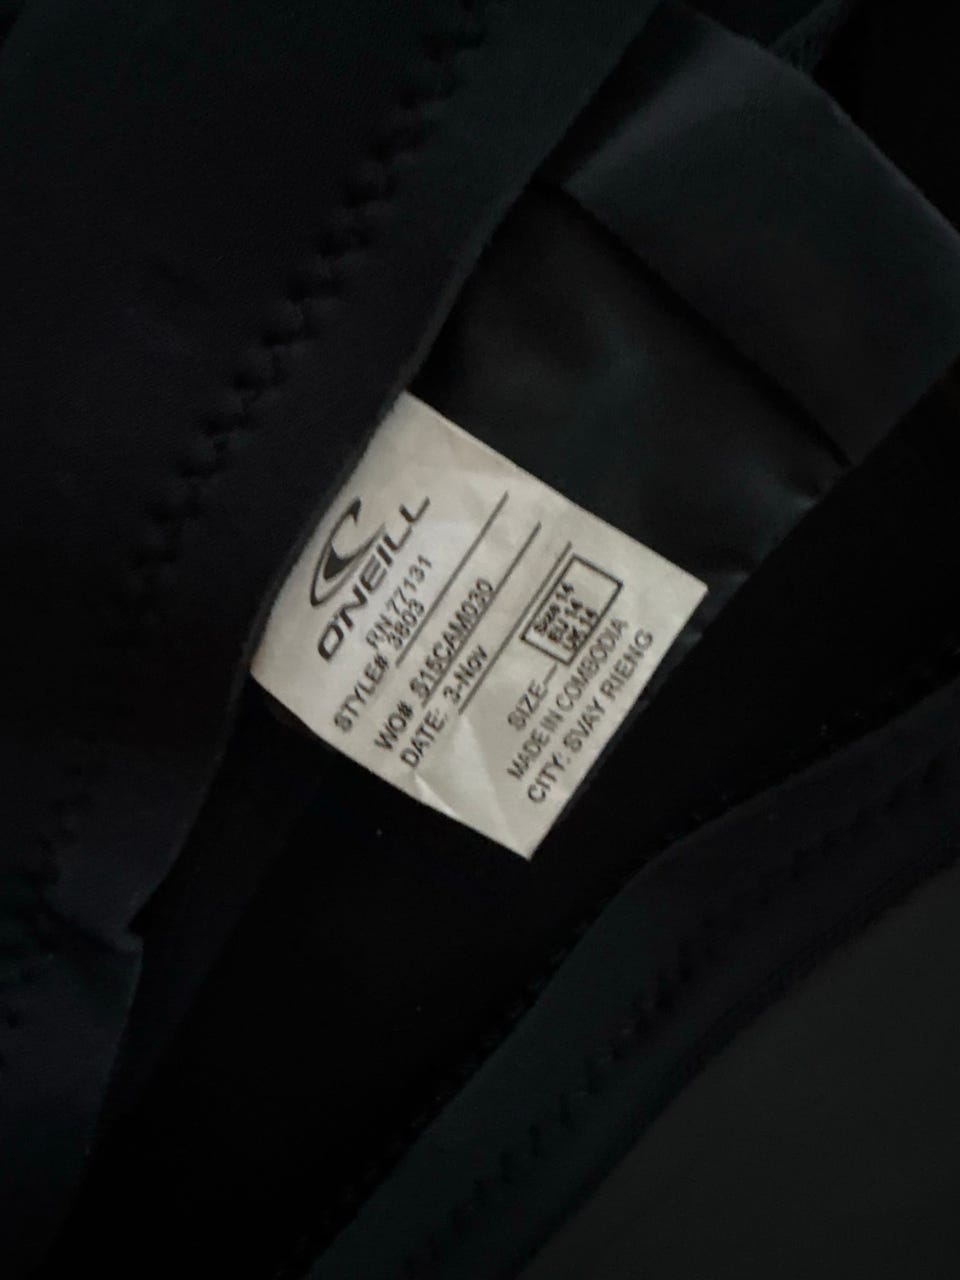 O'NEILL
RN 77131
STYLE# 3803
WO# S15CAM030
DATE: 3-Nov
SIZE
Size 14
EU 14
UK 14
MADE IN COMBODIA
CITY: SVAY RIENG